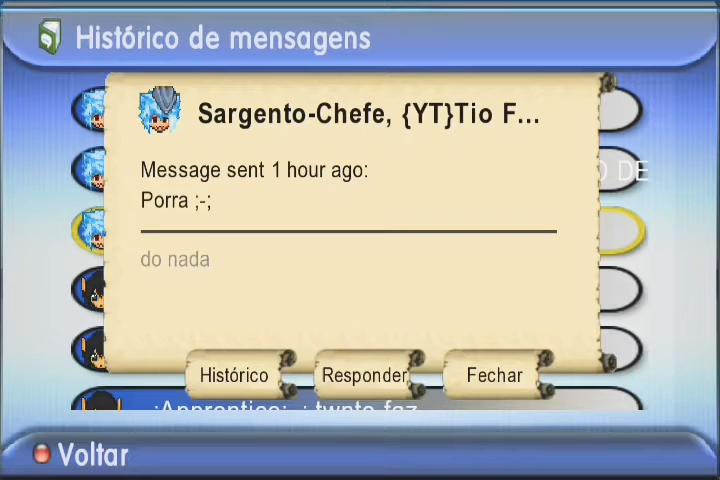 Histórico de mensagens
Sargento-Chefe, {YT}Tio F...
O DE
Message sent 1 hour ago:
Porra ;-;
do nada
Histórico
Responder
Fechar
Voltar